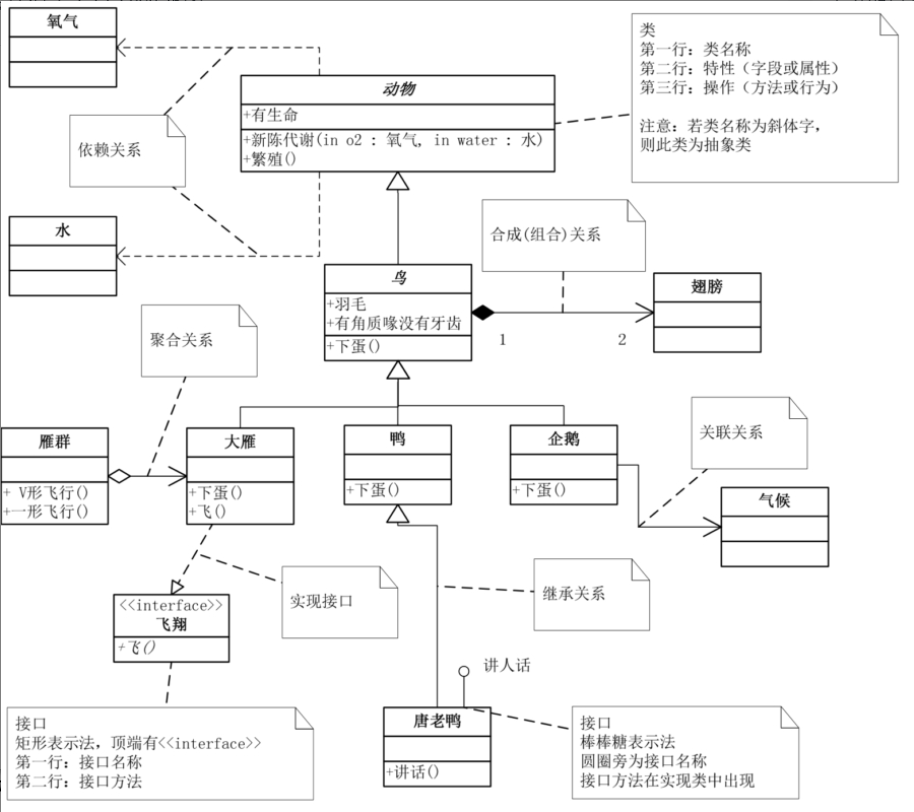 氧气
类
第一行：类名称
第二行：特性（字段或属性）
第三行：操作（方法或行为）
注意：若类名称为斜体字，
则此类为抽象类
动物
+有生命
+新陈代谢(in o2 : 氧气, in water : 水)
+繁殖()
依赖关系
水
合成(组合)关系
鸟
+羽毛
+有角质喙没有牙齿
+下蛋()
1
2
翅膀
聚合关系
雁群
+ V形飞行()
+一形飞行()
大雁
+下蛋()
+飞()
鸭
+下蛋()
企鹅
+下蛋()
关联关系
气候
实现接口
继承关系
<<interface>>
飞翔
+飞()
讲人话
接口
矩形表示法，顶端有<<interface>>
第一行：接口名称
第二行：接口方法
唐老鸭
+讲话()
接口
棒棒糖表示法
圆圈旁为接口名称
接口方法在实现类中出现